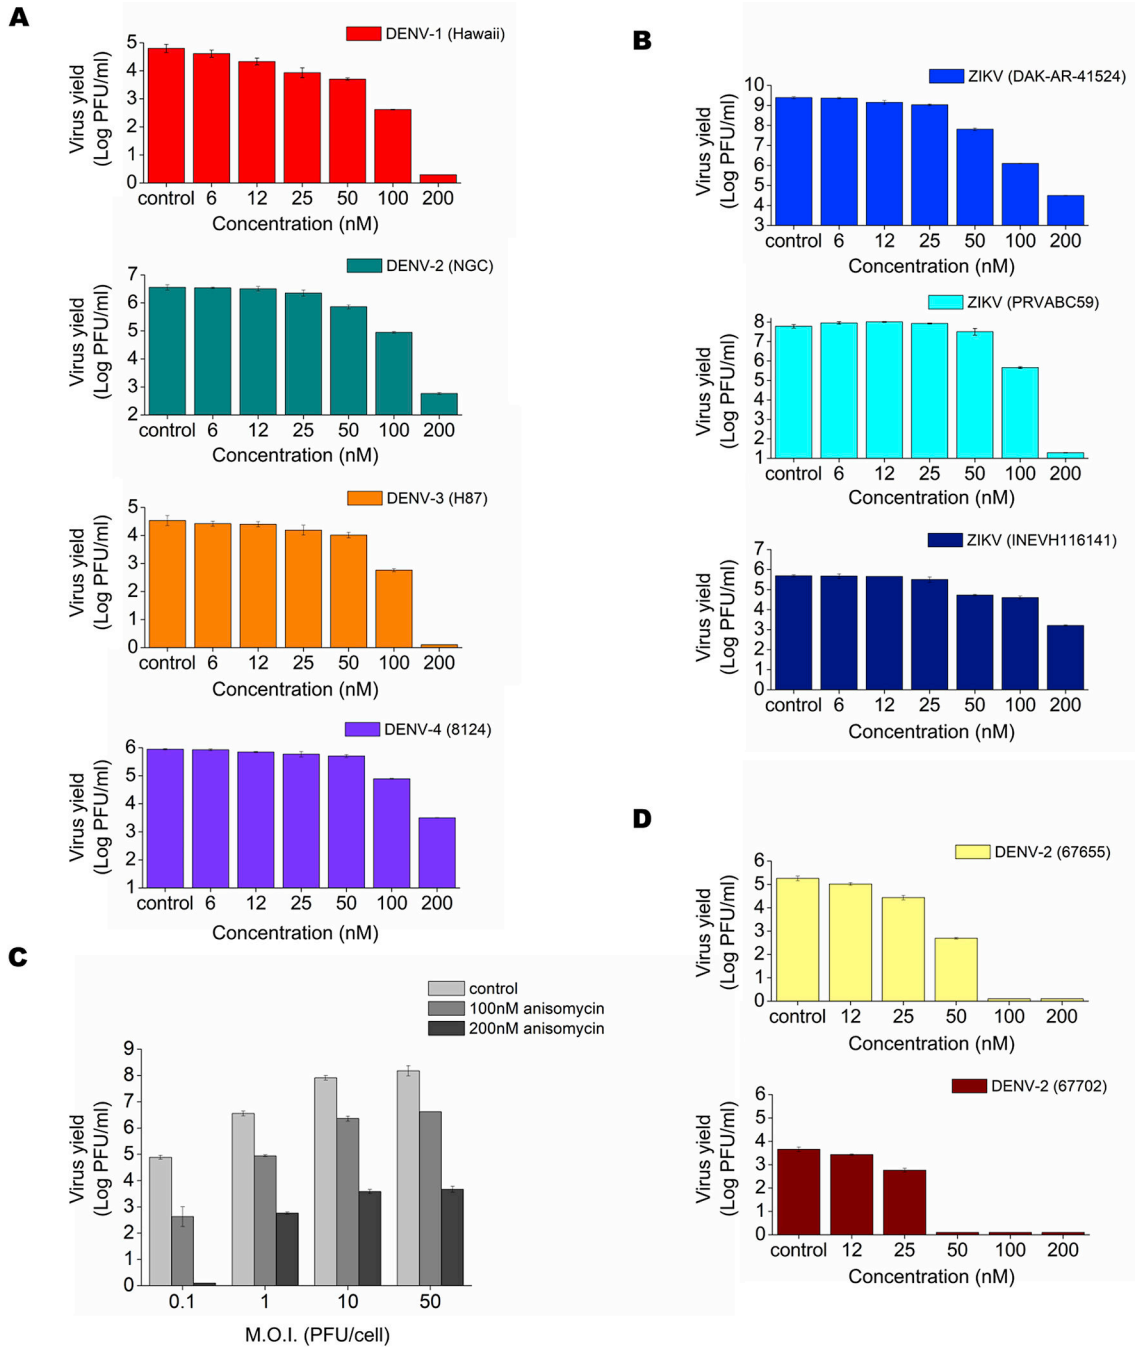 A
DENV-1 (Hawaii)
Virus yield
(Log PFU/ml)
5
4
3
2
1
0
control 6 12 25 50 100 200
Concentration (nM)
DENV-2 (NGC)
Virus yield
(Log PFU/ml)
7
6
5
4
3
2
control 6 12 25 50 100 200
Concentration (nM)
DENV-3 (H87)
Virus yield
(Log PFU/ml)
5
4
3
2
1
0
control 6 12 25 50 100 200
Concentration (nM)
DENV-4 (8124)
Virus yield
(Log PFU/ml)
6
5
4
3
2
1
control 6 12 25 50 100 200
Concentration (nM)
B
ZIKV (DAK-AR-41524)
Virus yield
(Log PFU/ml)
10
9
8
7
6
5
4
3
control 6 12 25 50 100 200
Concentration (nM)
ZIKV (PRVABC59)
Virus yield
(Log PFU/ml)
8
7
6
5
4
3
2
1
control 6 12 25 50 100 200
Concentration (nM)
ZIKV (INEVH116141)
Virus yield
(Log PFU/ml)
7
6
5
4
3
2
1
0
control 6 12 25 50 100 200
Concentration (nM)
C
control
100nM anisomycin
200nM anisomycin
Virus yield
(Log PFU/ml)
9
8
7
6
5
4
3
2
1
0
0.1 1 10 50
M.O.I. (PFU/cell)
D
DENV-2 (67655)
Virus yield
(Log PFU/ml)
6
5
4
3
2
1
0
control 12 25 50 100 200
Concentration (nM)
DENV-2 (67702)
Virus yield
(Log PFU/ml)
6
5
4
3
2
1
0
control 12 25 50 100 200
Concentration (nM)